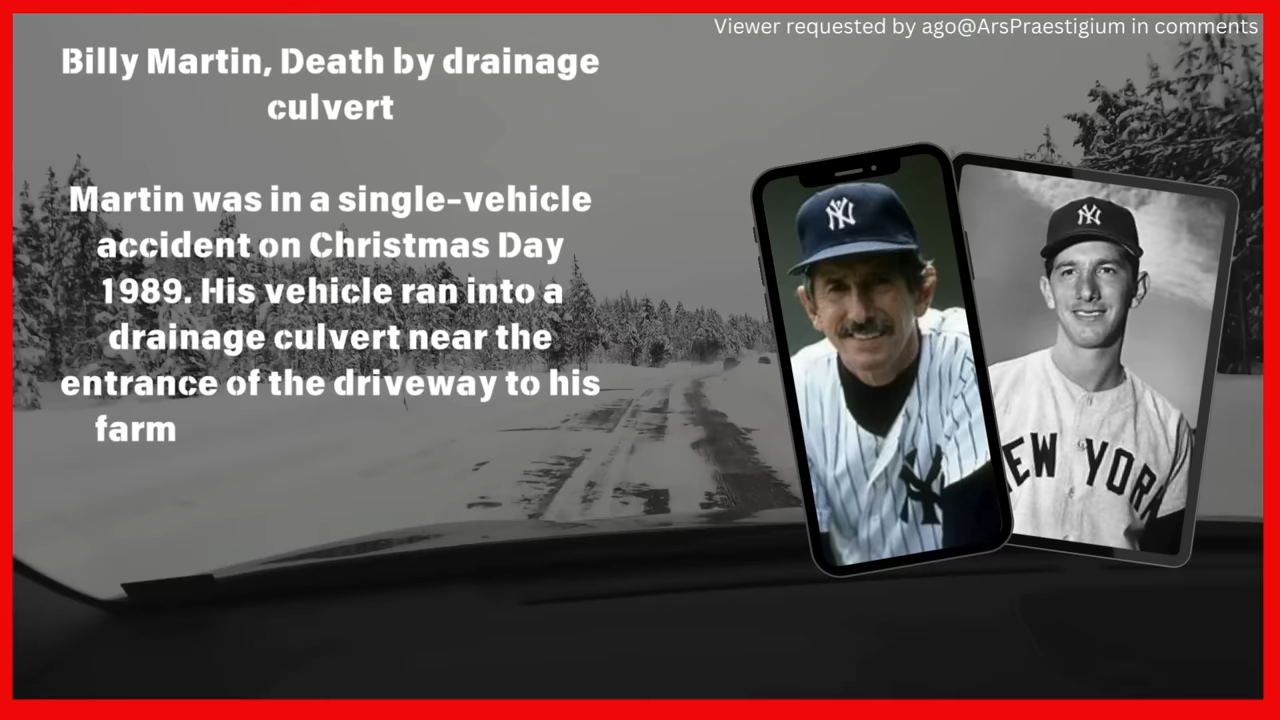 Viewer requested by ago@ArsPraestigium in comments
Billy Martin, Death by drainage
culvert
Martin was in a single-vehicle
accident on Christmas Day
1989. His vehicle ran into a
drainage culvert near the
entrance of the driveway to his
farm
NY
NY
NY
EW YORK